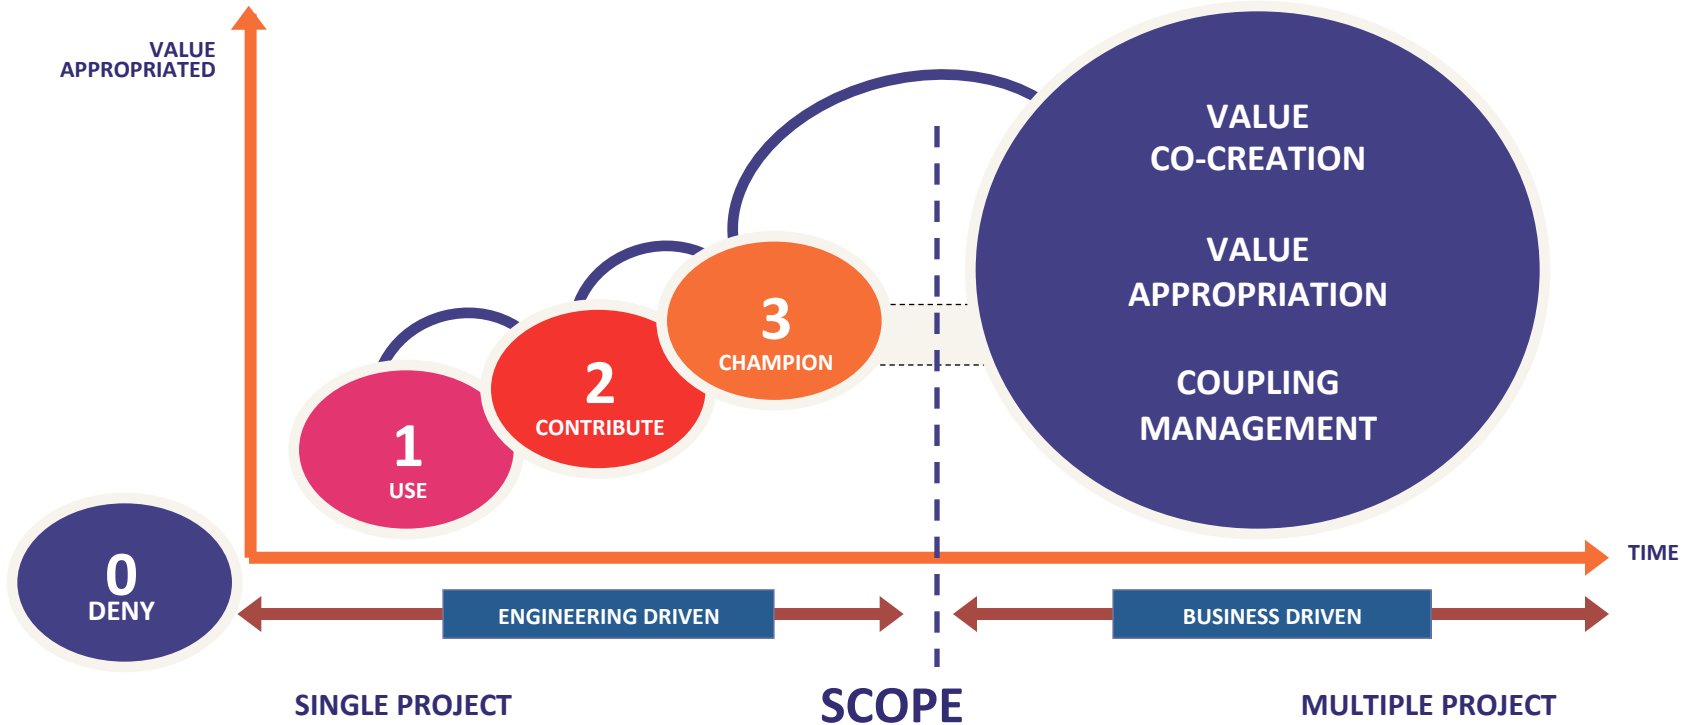 VALUE
APPROPRIATED
VALUE
CO-CREATION
VALUE
APPROPRIATION
COUPLING
MANAGEMENT
3
CHAMPION
2
CONTRIBUTE
1
USE
0
DENY
TIME
ENGINEERING DRIVEN
BUSINESS DRIVEN
SINGLE PROJECT
SCOPE
MULTIPLE PROJECT